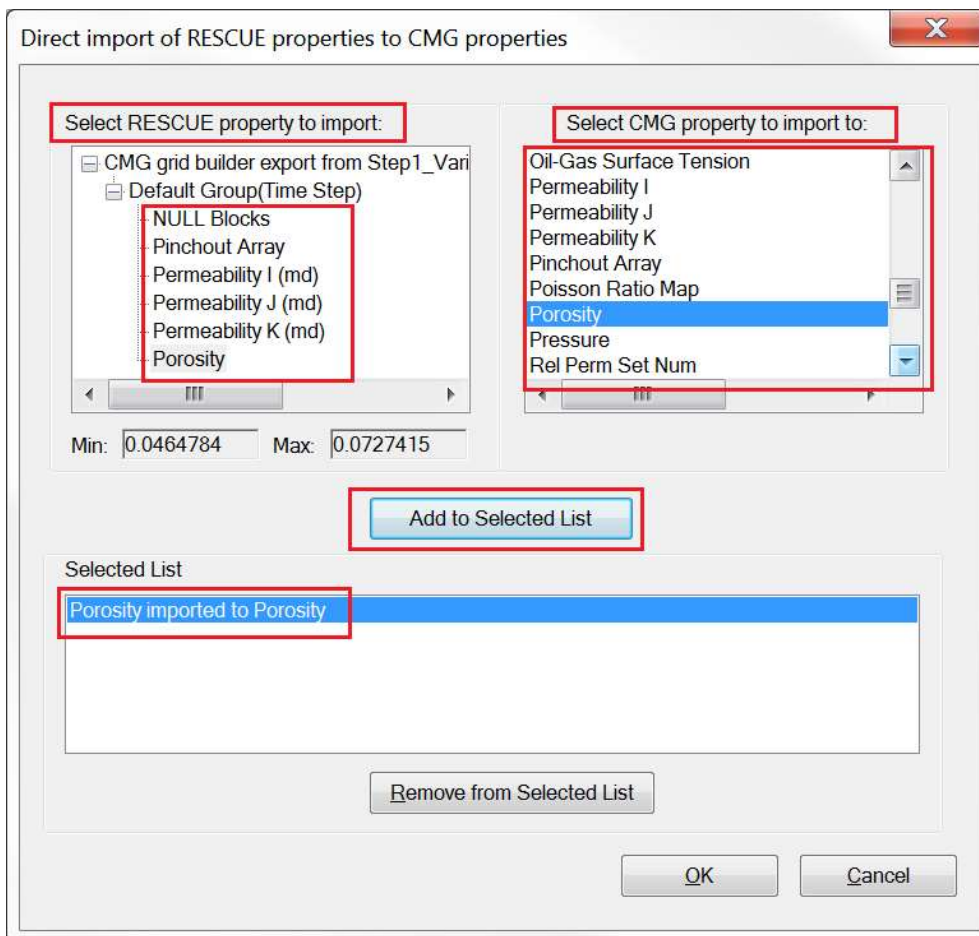 Direct import of RESCUE properties to CMG properties
Select RESCUE property to import:
CMG grid builder export from Step1_Vari
Default Group(Time Step)
NULL Blocks
Pinchout Array
Permeability I (md)
Permeability J (md)
Permeability K (md)
Porosity
Min: 0.0464784 Max: 0.0727415
Select CMG property to import to:
Oil-Gas Surface Tension
Permeability I
Permeability J
Permeability K
Pinchout Array
Poisson Ratio Map
Porosity
Pressure
Rel Perm Set Num
Add to Selected List
Selected List
Porosity imported to Porosity
Remove from Selected List
OK Cancel